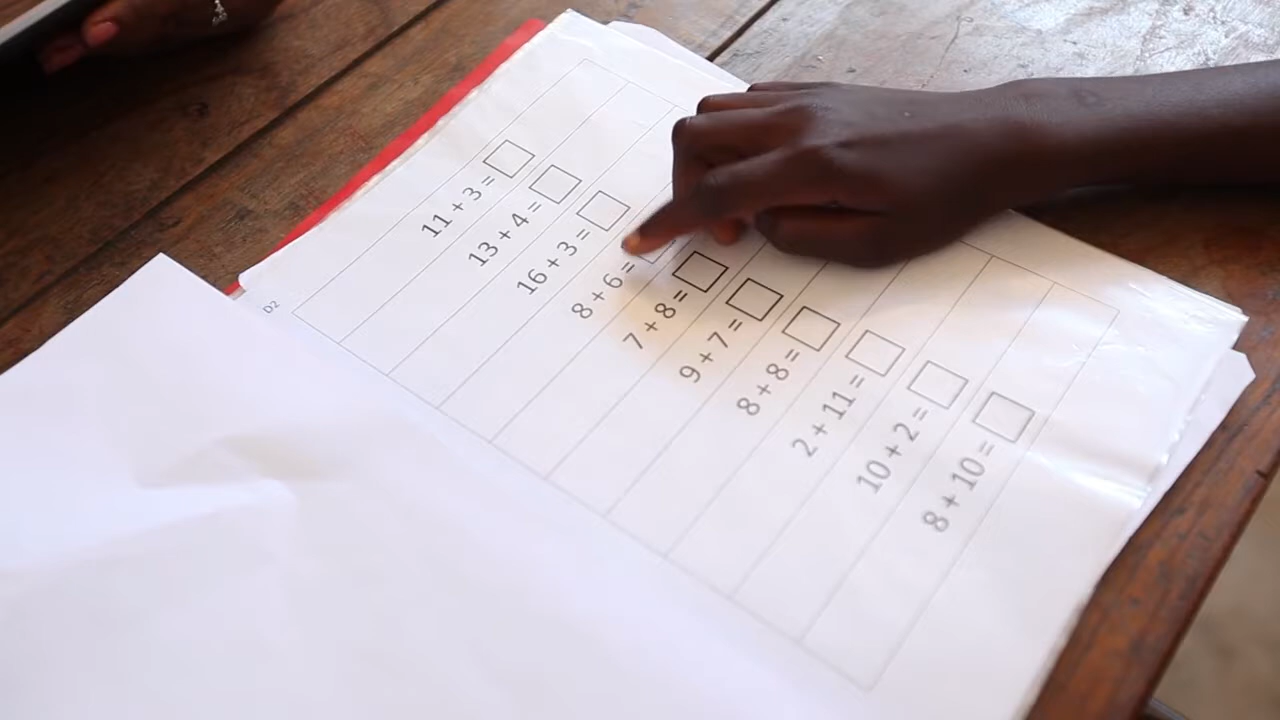 D2
11 + 3 =
13 + 4 =
16 + 3 =
8 + 6 =
7 + 8 =
9 + 7 =
8 + 8 =
2 + 11 =
10 + 2 =
8 + 10 =